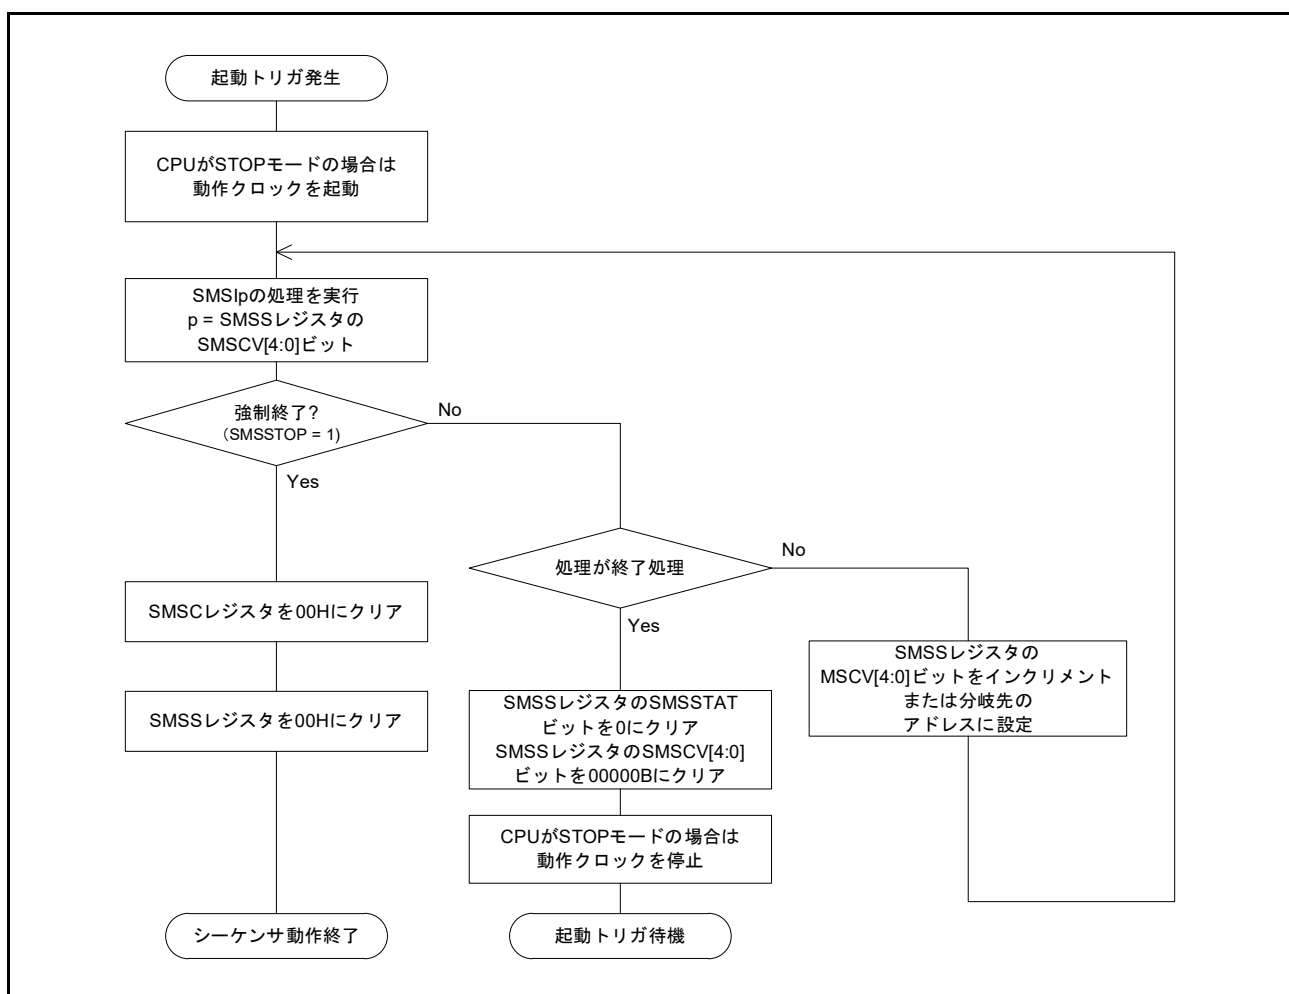 起動トリガ発生
CPUがSTOPモードの場合は
動作クロックを起動
SMSIpの処理を実行
p = SMSSレジスタの
SMSCV[4:0]ビット
強制終了?
（SMSSTOP = 1)
No
Yes
処理が終了処理
No
Yes
SMSCレジスタを00Hにクリア
SMSSレジスタの
MSCV[4:0]ビットをインクリメント
または分岐先の
アドレスに設定
SMSSレジスタを00Hにクリア
SMSSレジスタのSMSSTAT
ビットを0にクリア
SMSSレジスタのSMSCV[4:0]
ビットを00000Bにクリア
CPUがSTOPモードの場合は
動作クロックを停止
シーケンサ動作終了
起動トリガ待機